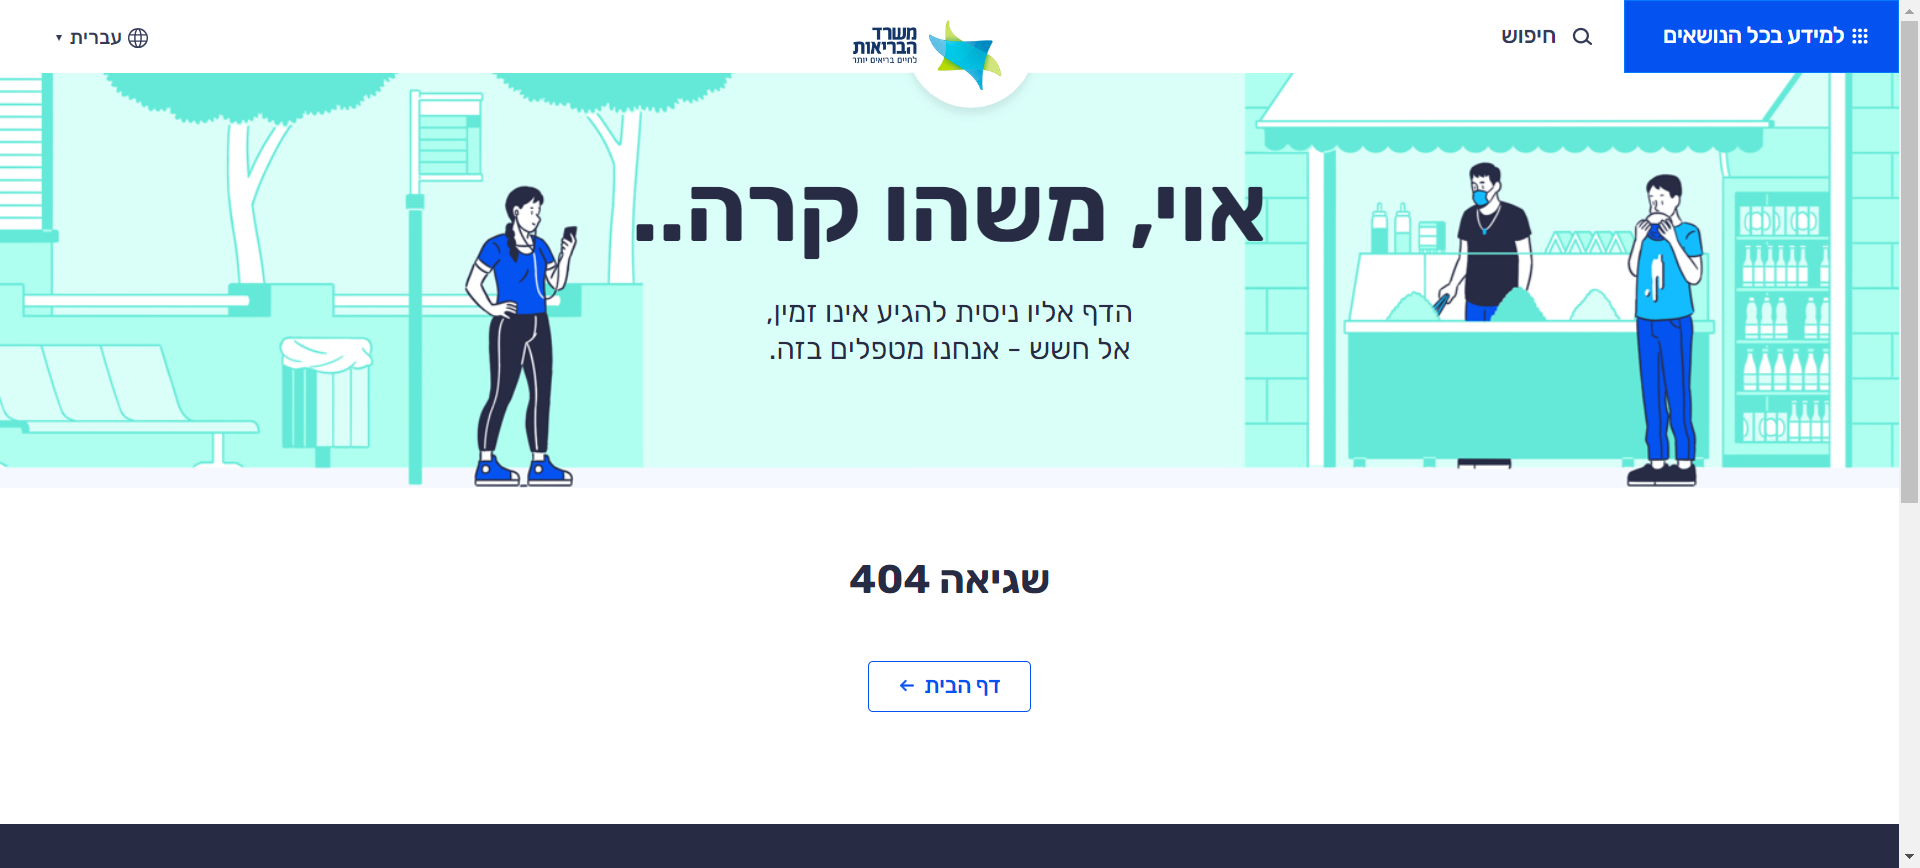 למידע בכל הנושאים
חיפוש
משרד
הבריאות
לחיים בריאים יותר
עברית
אוי, משהו קרה..
הדף אליו ניסית להגיע אינו זמין,
אל חשש - אנחנו מטפלים בזה.
שגיאה 404
דף הבית ←